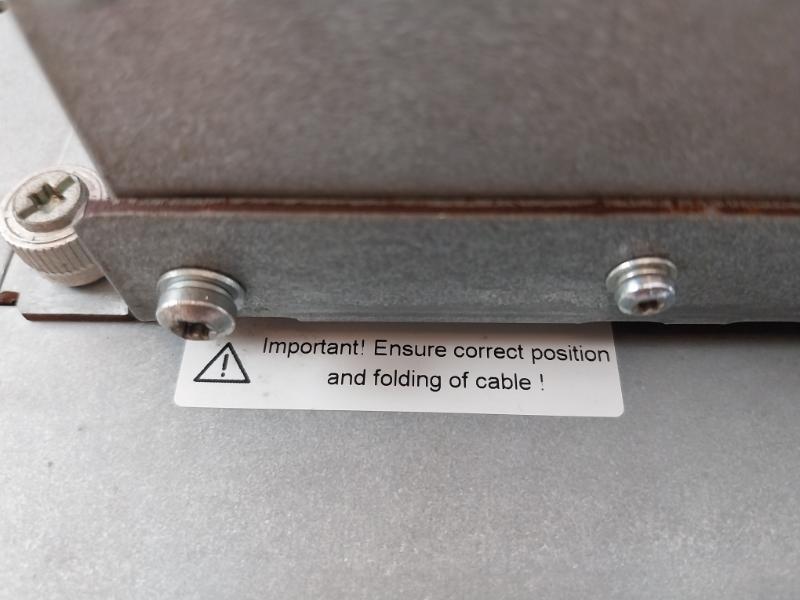 Important! Ensure correct position
and folding of cable !